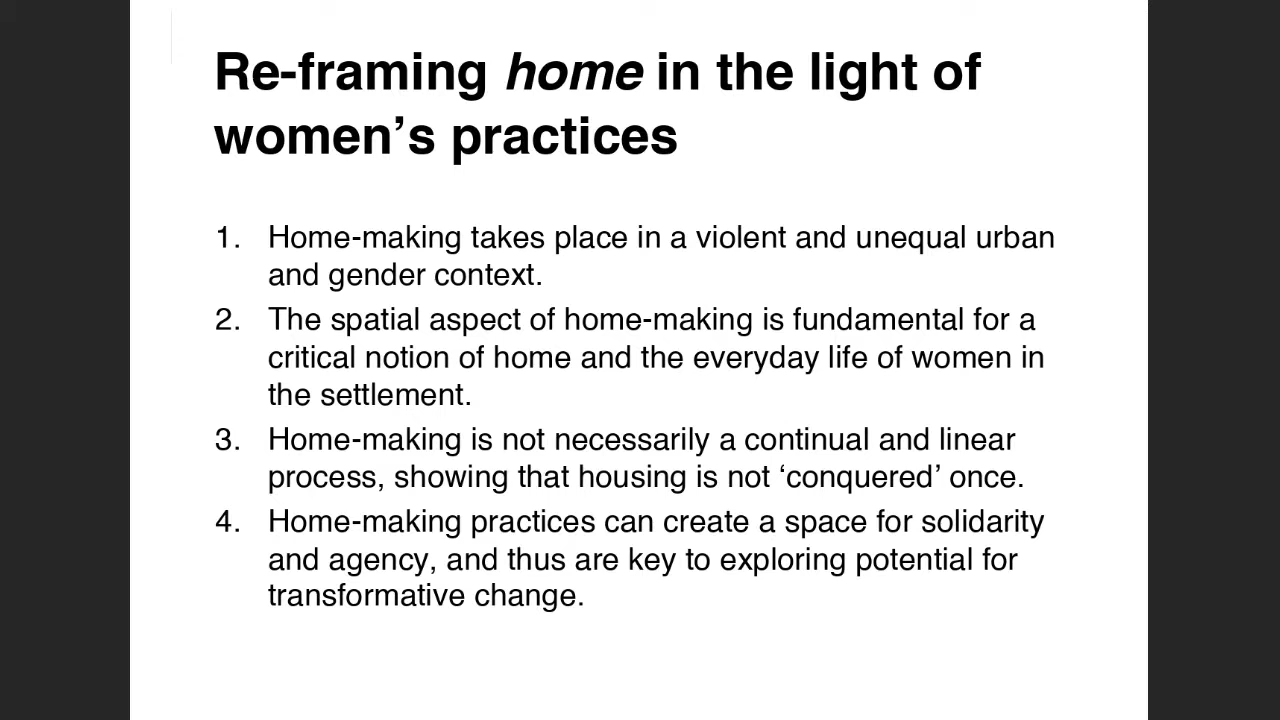 Re-framing home in the light of
women’s practices
1. Home-making takes place in a violent and unequal urban
and gender context.
2. The spatial aspect of home-making is fundamental for a
critical notion of home and the everyday life of women in
the settlement.
3. Home-making is not necessarily a continual and linear
process, showing that housing is not ‘conquered’ once.
4. Home-making practices can create a space for solidarity
and agency, and thus are key to exploring potential for
transformative change.